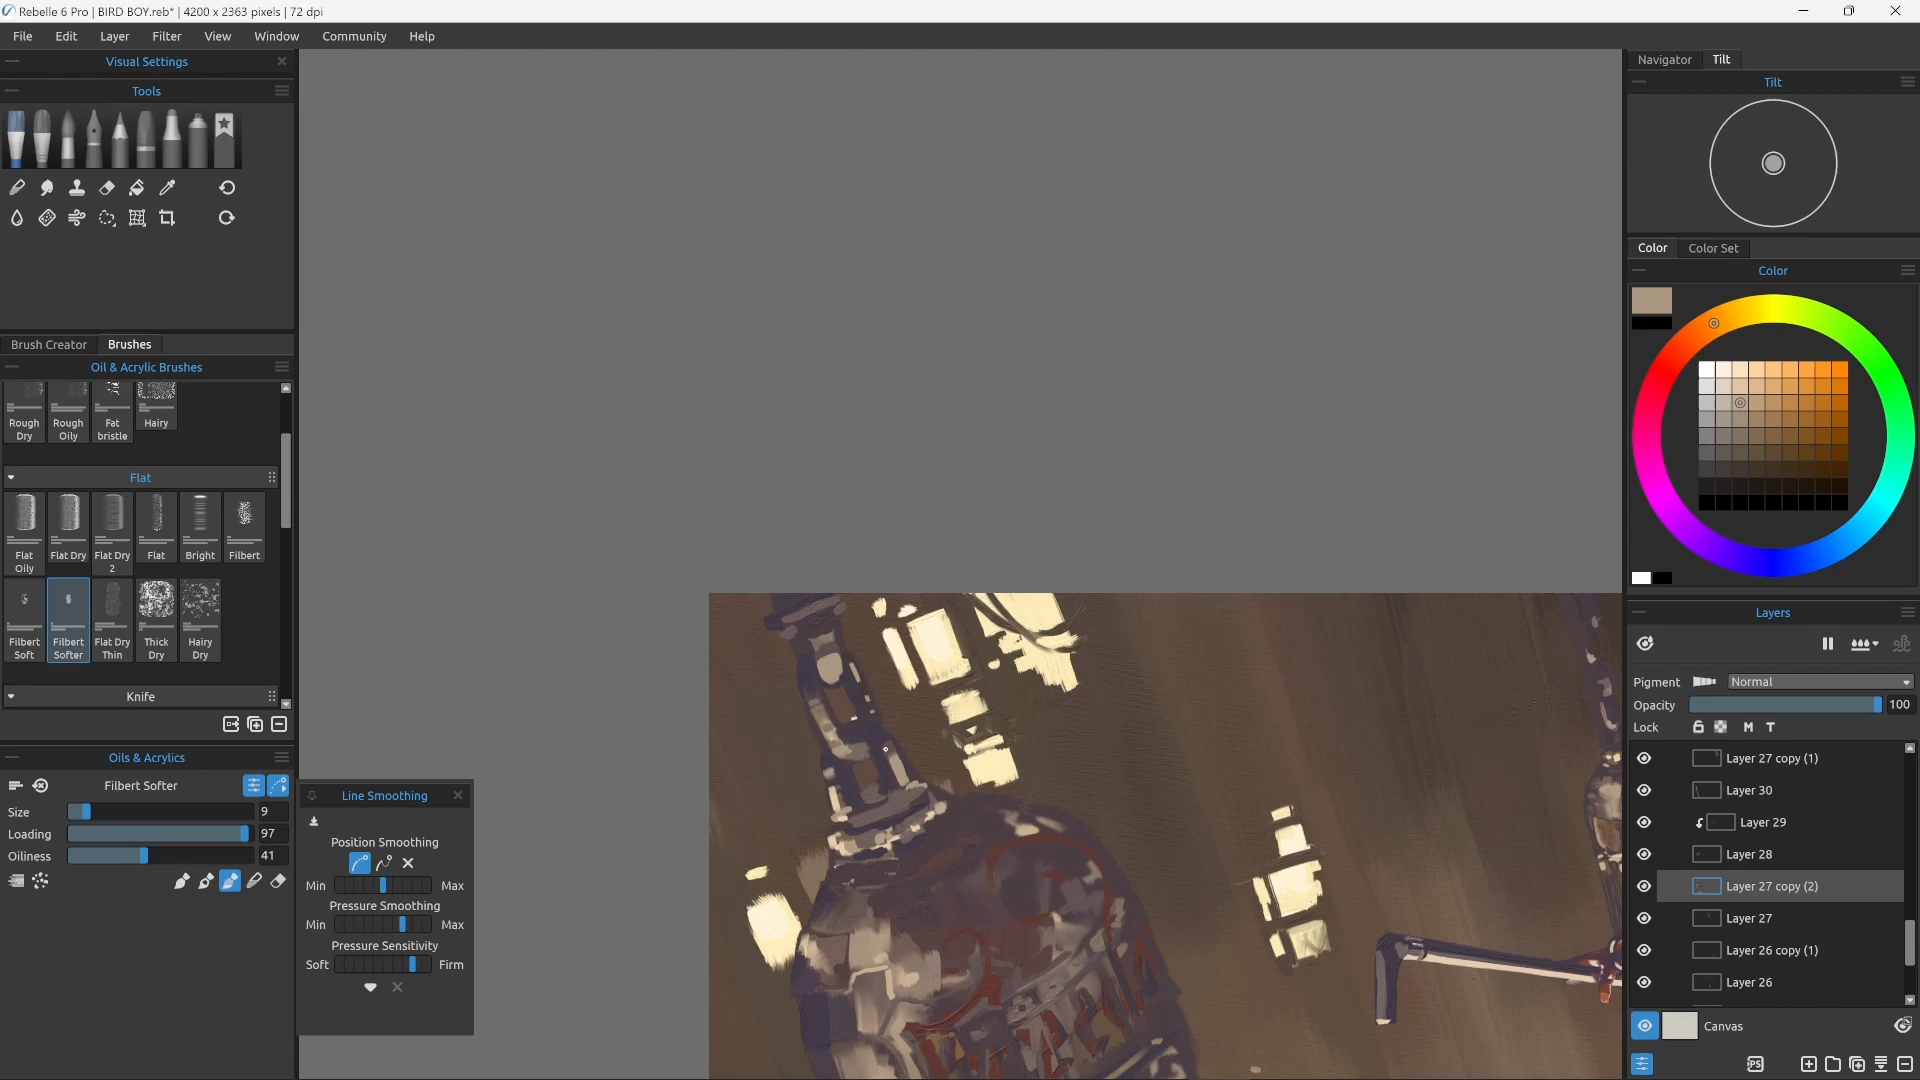 Rebelle 6 Pro | BIRD BOY.reb* | 4200 x 2363 pixels | 72 dpi
File Edit Layer Filter View Window Community Help
Visual Settings
Tools
Brush Creator Brushes
Oil & Acrylic Brushes
Rough Dry
Rough Oily
Fat bristle
Hairy
Flat
Flat Oily
Flat Dry
Flat Dry 2
Flat
Bright
Filbert
Filbert Soft
Filbert Softer
Flat Dry Thin
Thick Dry
Hairy Dry
Knife
Oils & Acrylics
Filbert Softer
Size 9
Loading 97
Oiliness 41
Line Smoothing
Position Smoothing
Min Max
Pressure Smoothing
Min Max
Pressure Sensitivity
Soft Firm
Navigator Tilt
Tilt
Color Color Set
Color
Layers
Pigment Normal
Opacity 100
Lock M T
Layer 27 copy (1)
Layer 30
Layer 29
Layer 28
Layer 27 copy (2)
Layer 27
Layer 26 copy (1)
Layer 26
Canvas
PS